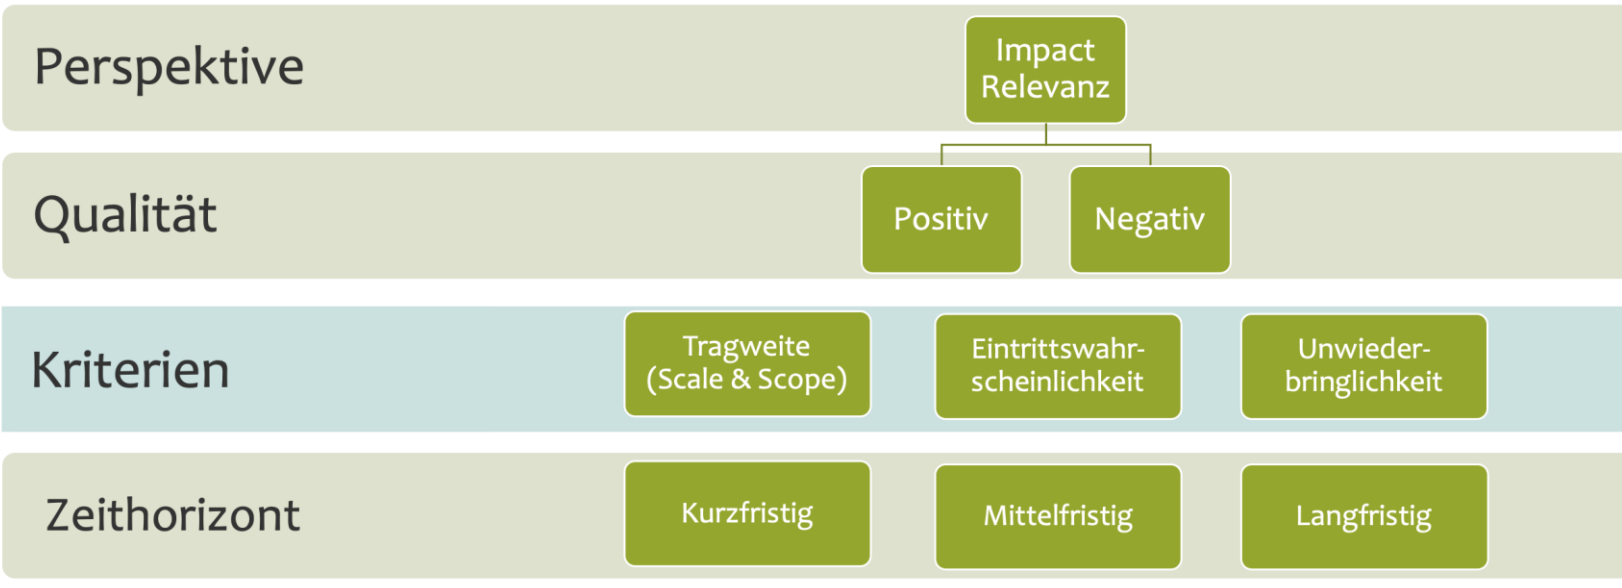 Perspektive
Impact
Relevanz
Qualität
Positiv
Negativ
Kriterien
Tragweite
(Scale & Scope)
Eintrittswahr-
scheinlichkeit
Unwieder-
bringlichkeit
Zeithorizont
Kurzfristig
Mittelfristig
Langfristig